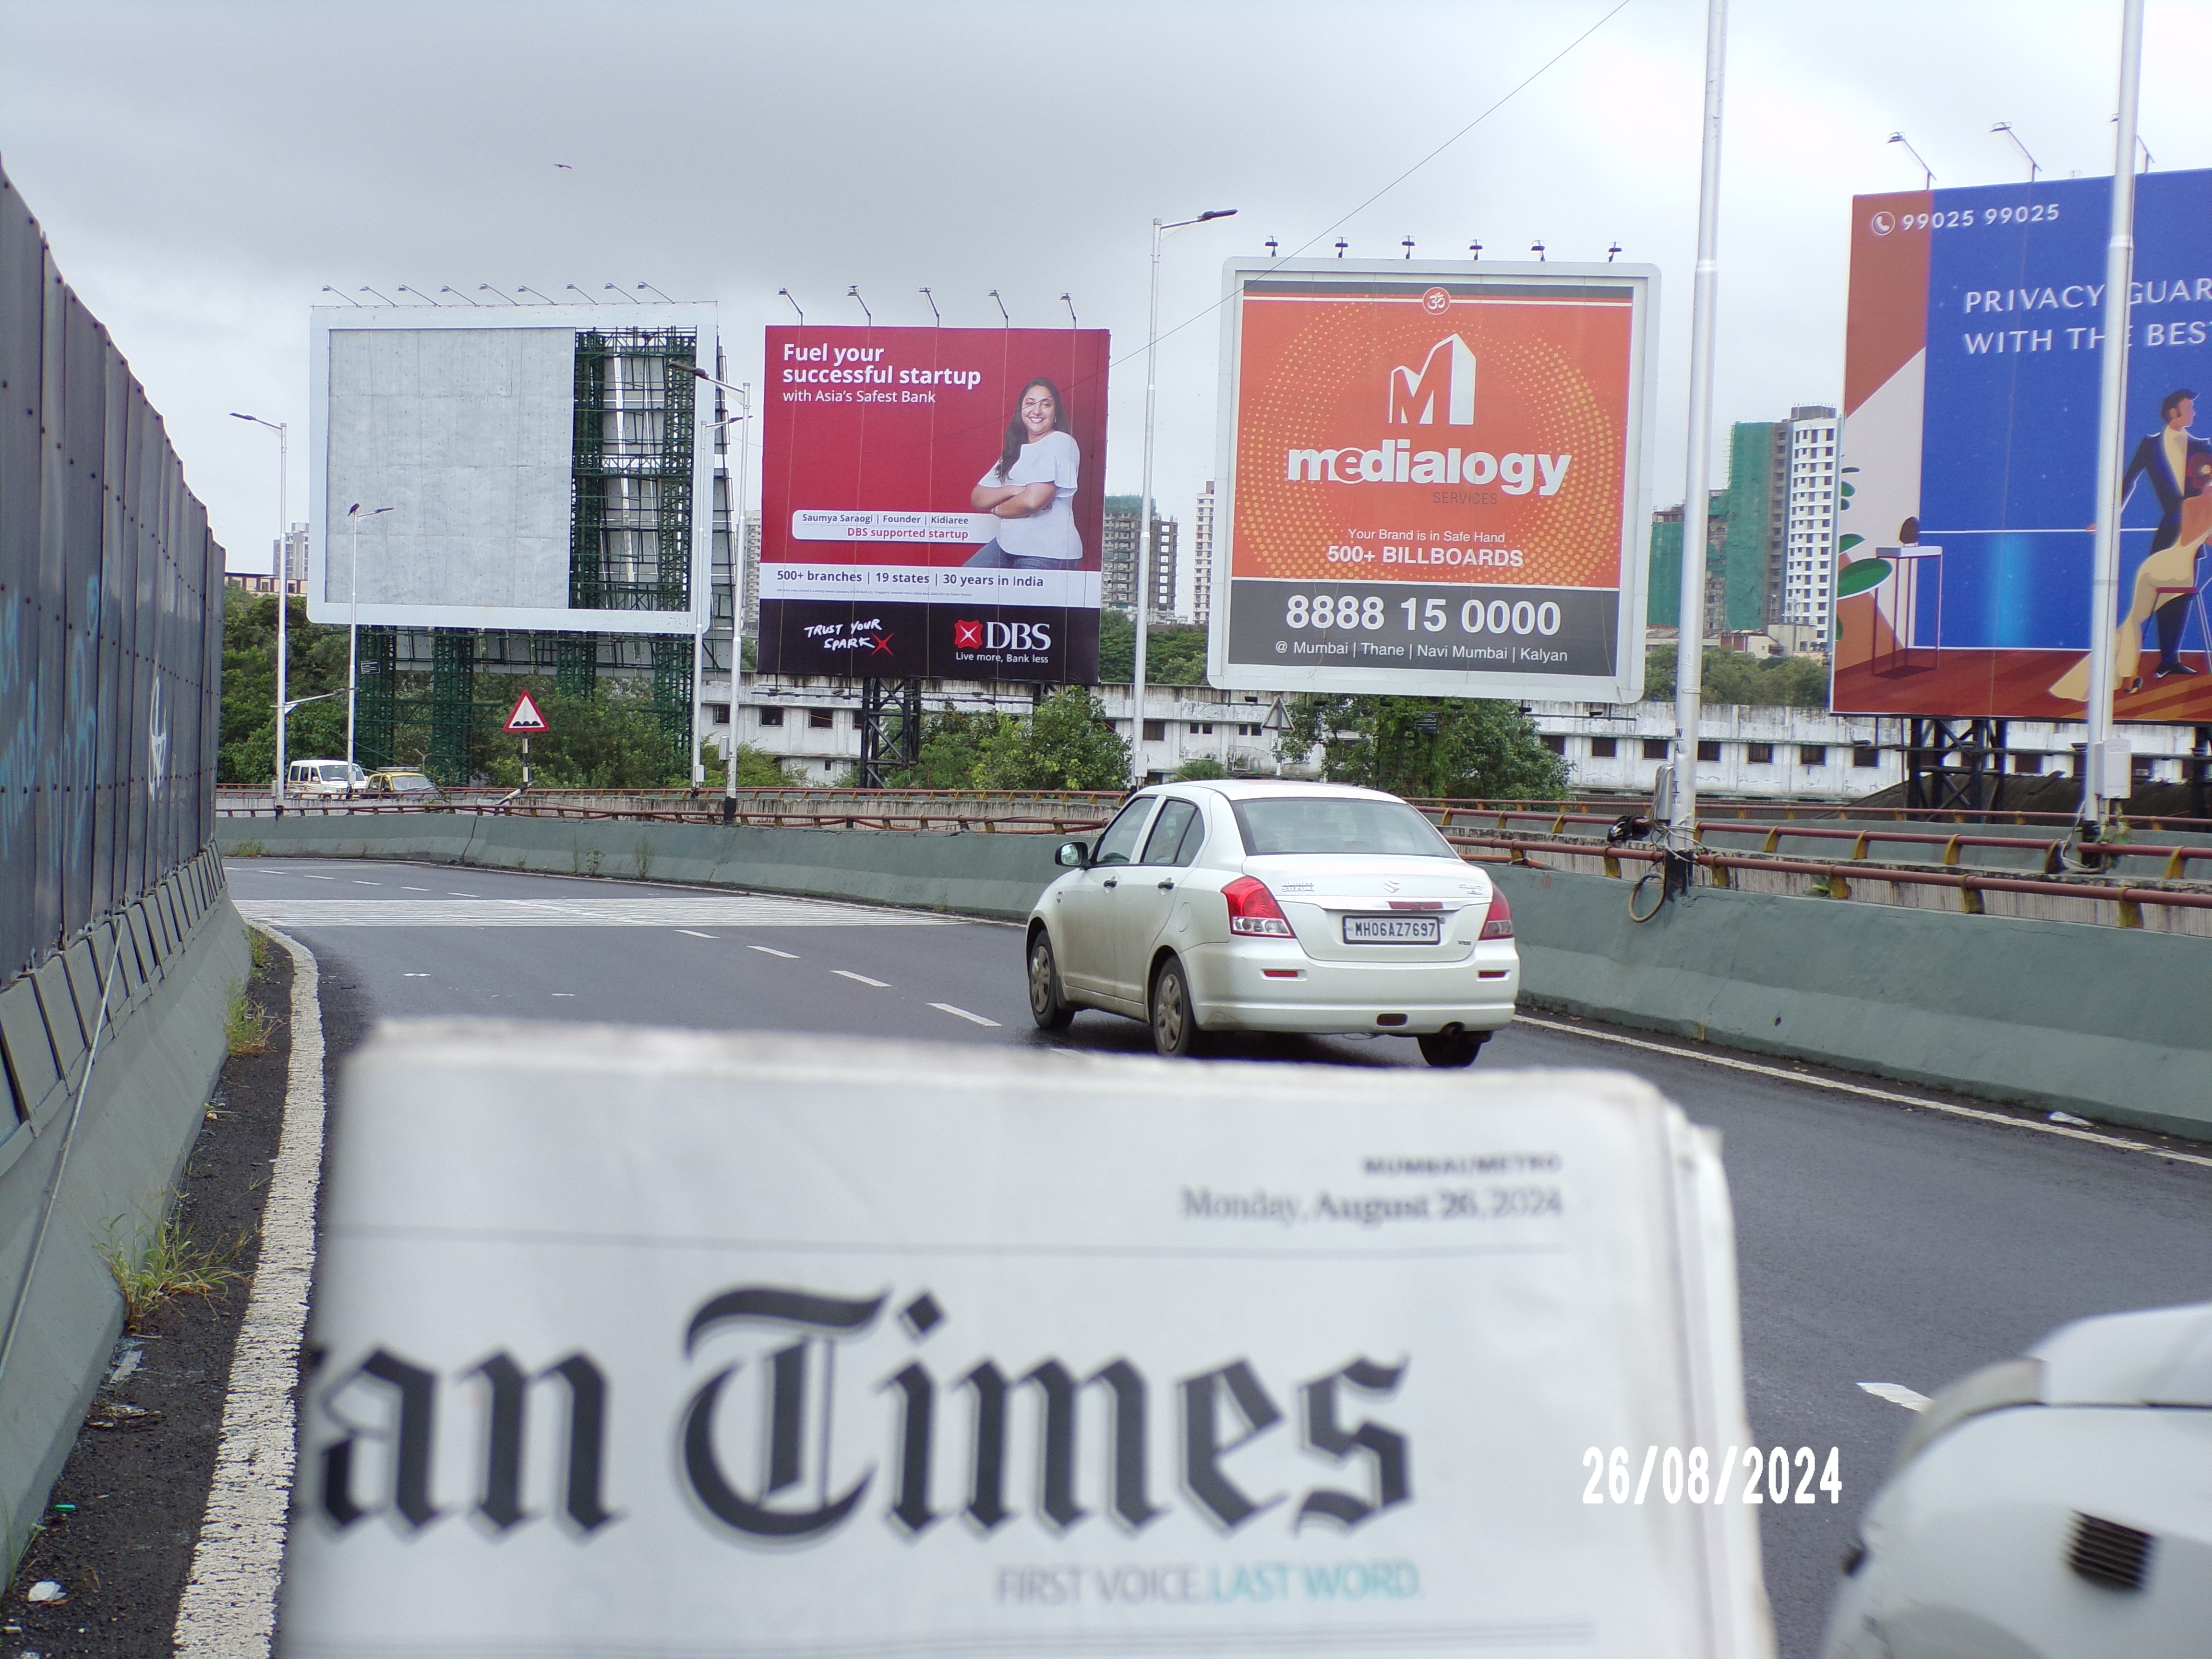 Fuel your
successful startup
with Asia's Safest Bank
Saumya Saraogi | Founder | Kidiaree
DBS supported startup
500+ branches | 19 states | 30 years in India
TRUST YOUR
SPARK
DBS
Live more, Bank less
ॐ
M
medialogy
SERVICES
Your Brand is in Safe Hand
500+ BILLBOARDS
8888 15 0000
@ Mumbai | Thane | Navi Mumbai | Kalyan
99025 99025
PRIVACY GUAR
WITH THE BES
MH06AZ7697
MUMBAI/METRO
Monday, August 26, 2024
an Times
FIRST VOICE.LAST WORD.
26/08/2024